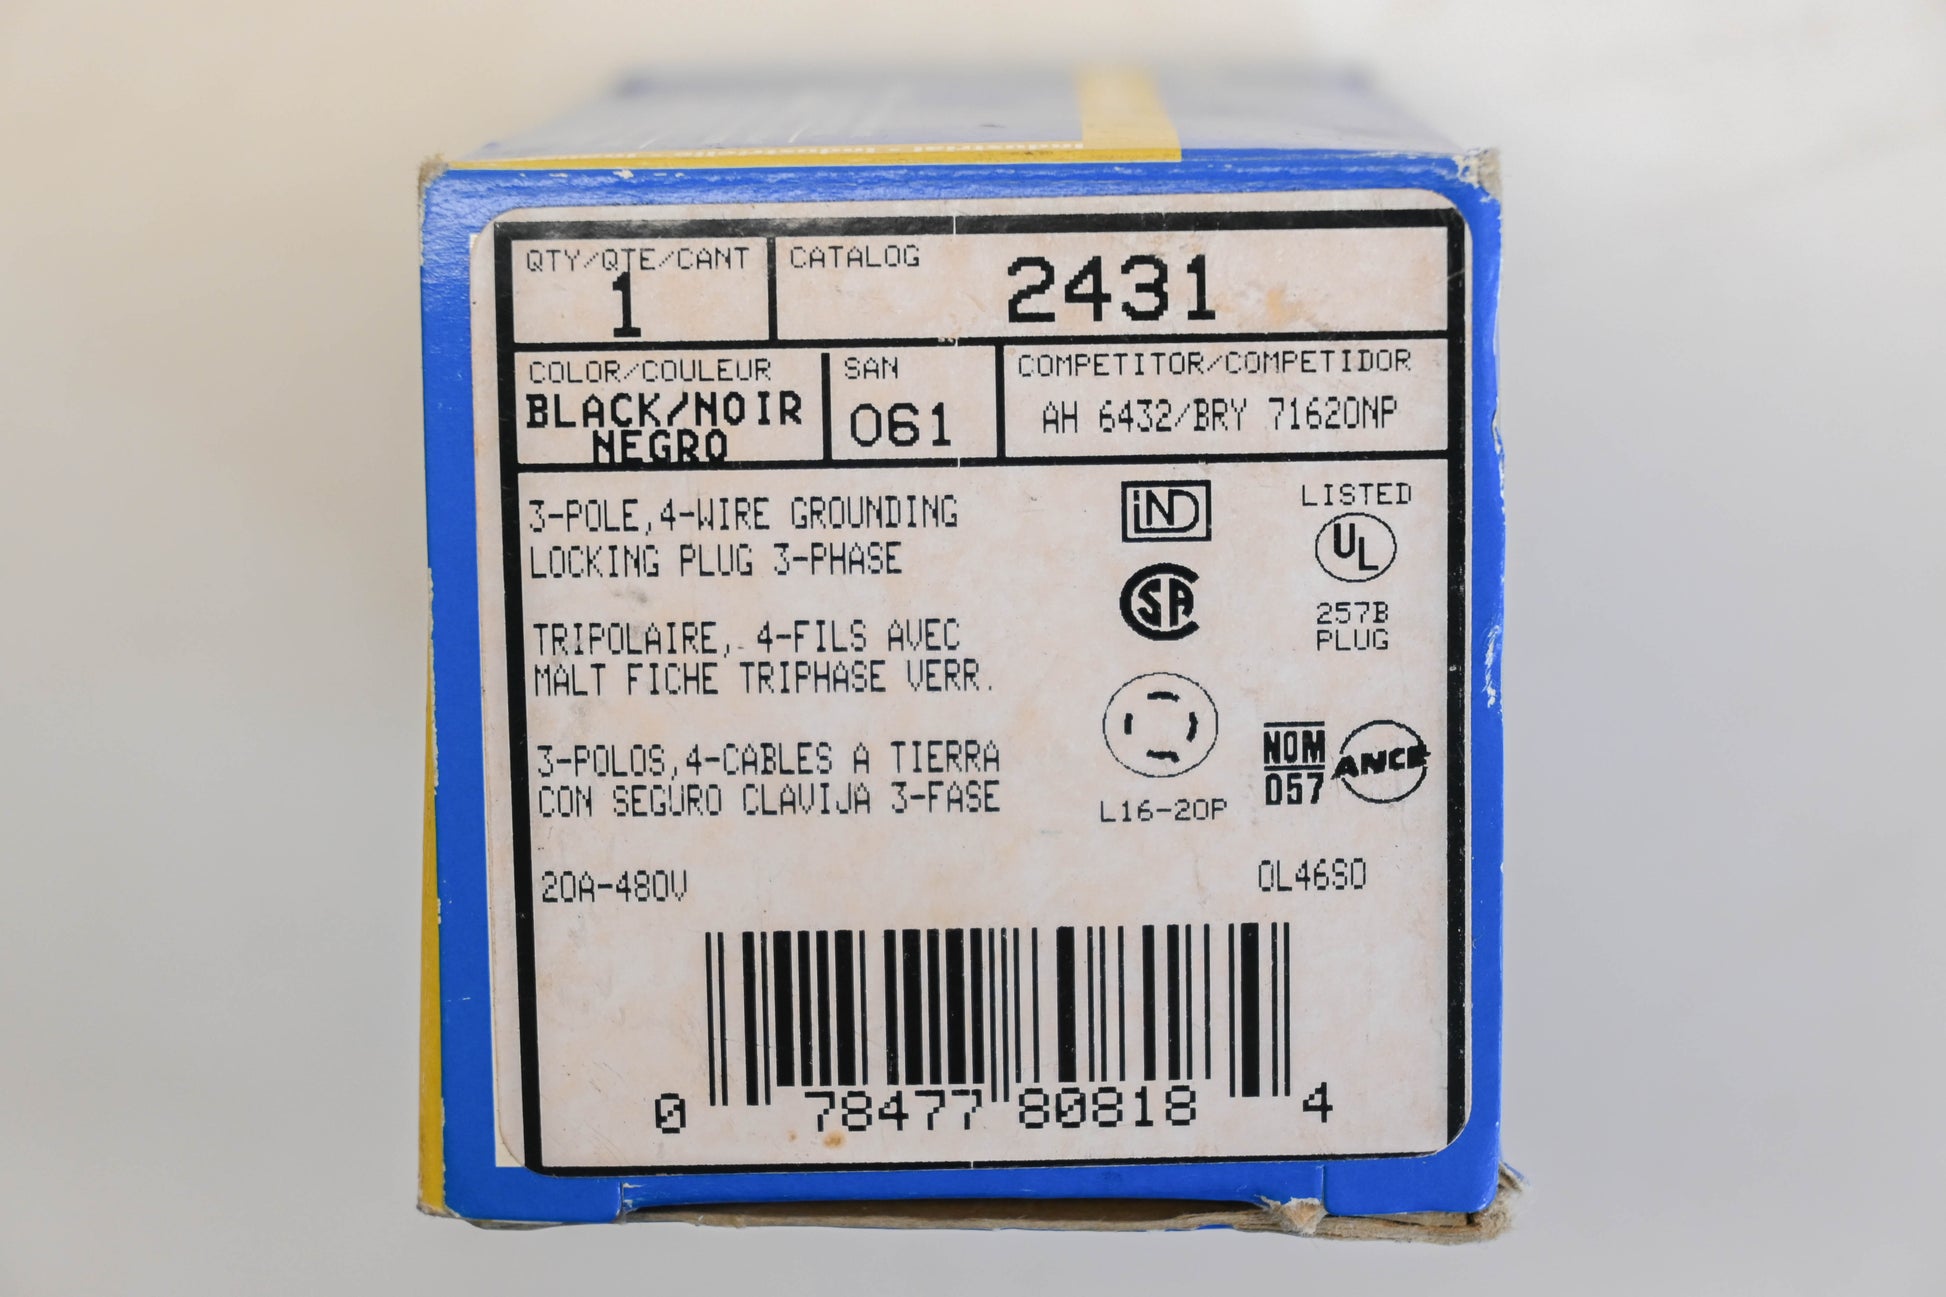 QTY/QTE/CANT
1
CATALOG
2431
COLOR/COULEUR
BLACK/NOIR
NEGRO
SAN
061
COMPETITOR/COMPETIDOR
AH 6432/BRY 71620NP
3-POLE,4-WIRE GROUNDING
LOCKING PLUG 3-PHASE
TRIPOLAIRE, 4-FILS AVEC
MALT FICHE TRIPHASE VERR.
3-POLOS,4-CABLES A TIERRA
CON SEGURO CLAVIJA 3-FASE
20A-480V
IND
LISTED
UL
257B
PLUG
CSA
L16-20P
NOM
057
ANCE
OL46SO
0 78477 80818 4